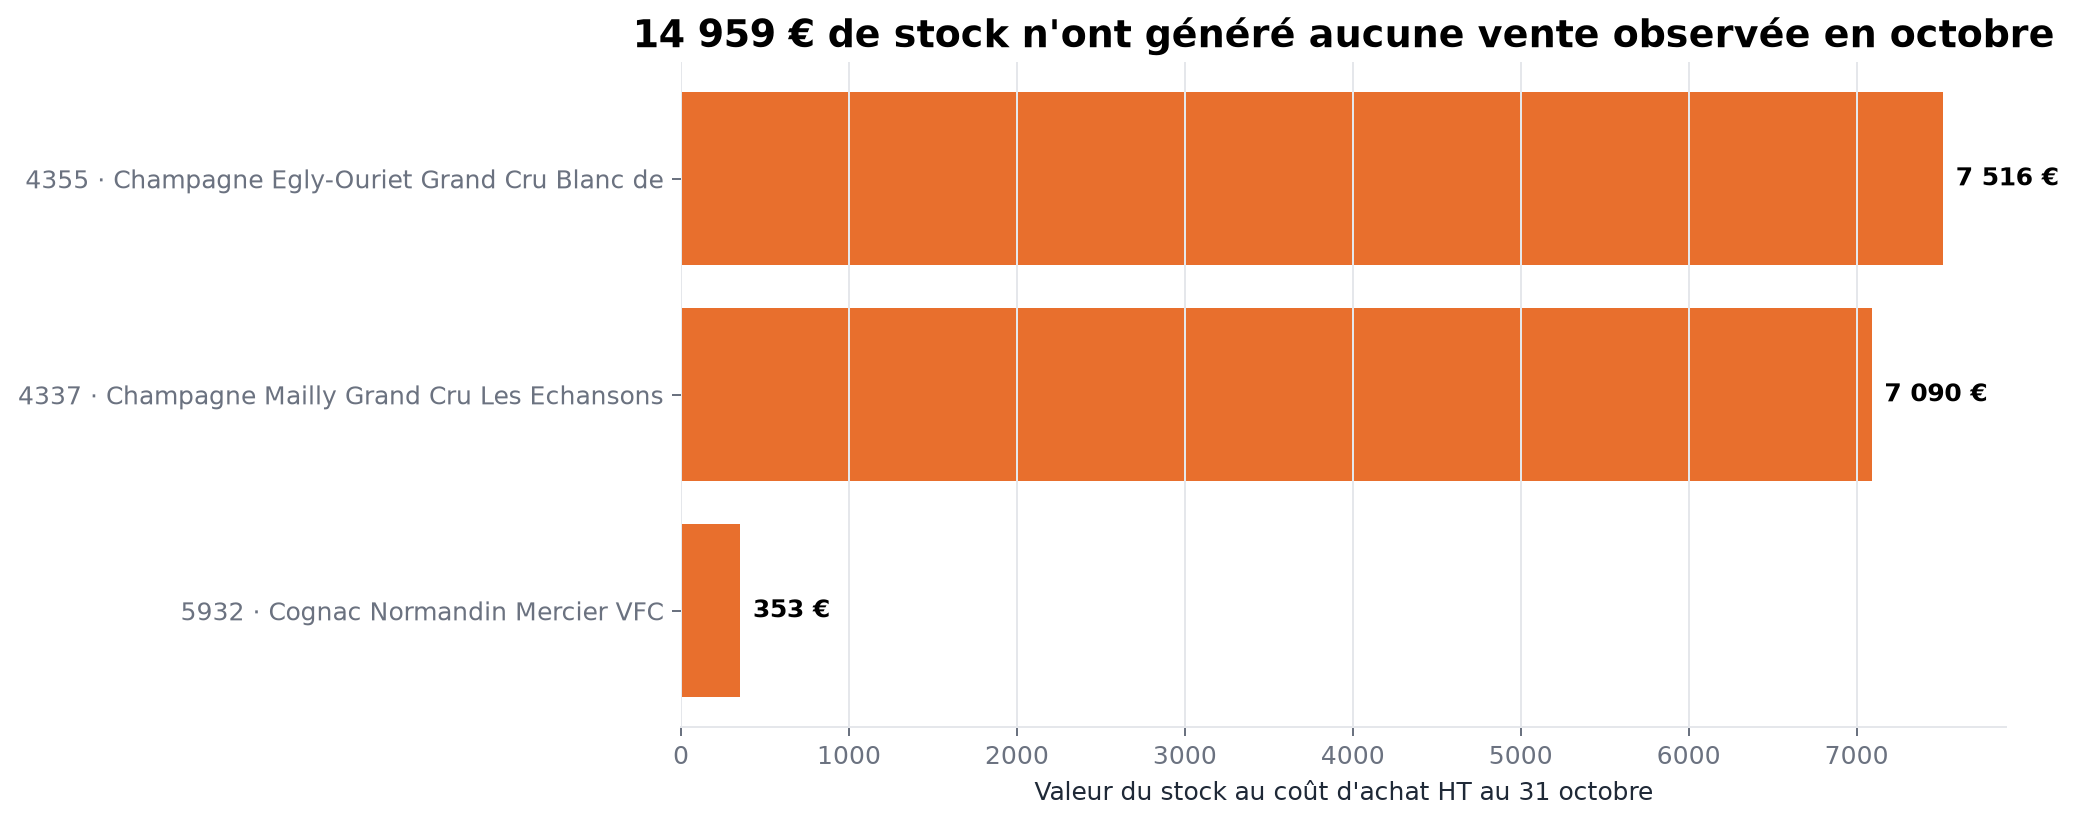 14 959 € de stock n'ont généré aucune vente observée en octobre
4355 · Champagne Egly-Ouriet Grand Cru Blanc de
7 516 €
4337 · Champagne Mailly Grand Cru Les Echansons
7 090 €
5932 · Cognac Normandin Mercier VFC
353 €
0 1000 2000 3000 4000 5000 6000 7000
Valeur du stock au coût d'achat HT au 31 octobre